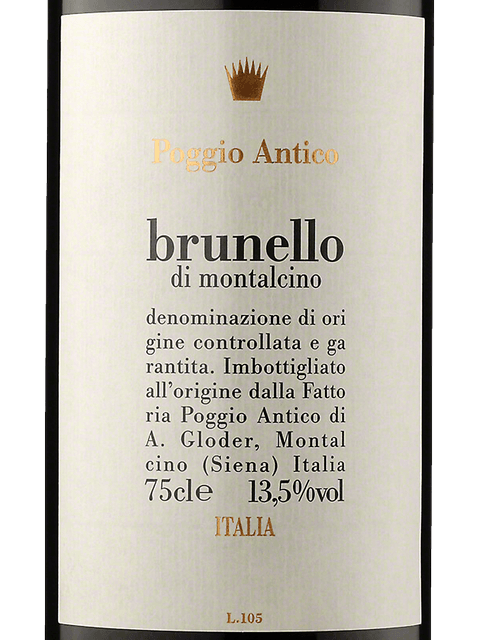 Poggio Antico
brunello
di montalcino
denominazione di ori
gine controllata e ga
rantita. Imbottigliato
all'origine dalla Fatto
ria Poggio Antico di
A. Gloder, Montal
cino (Siena) Italia
75cl e 13,5%vol
ITALIA
L.105